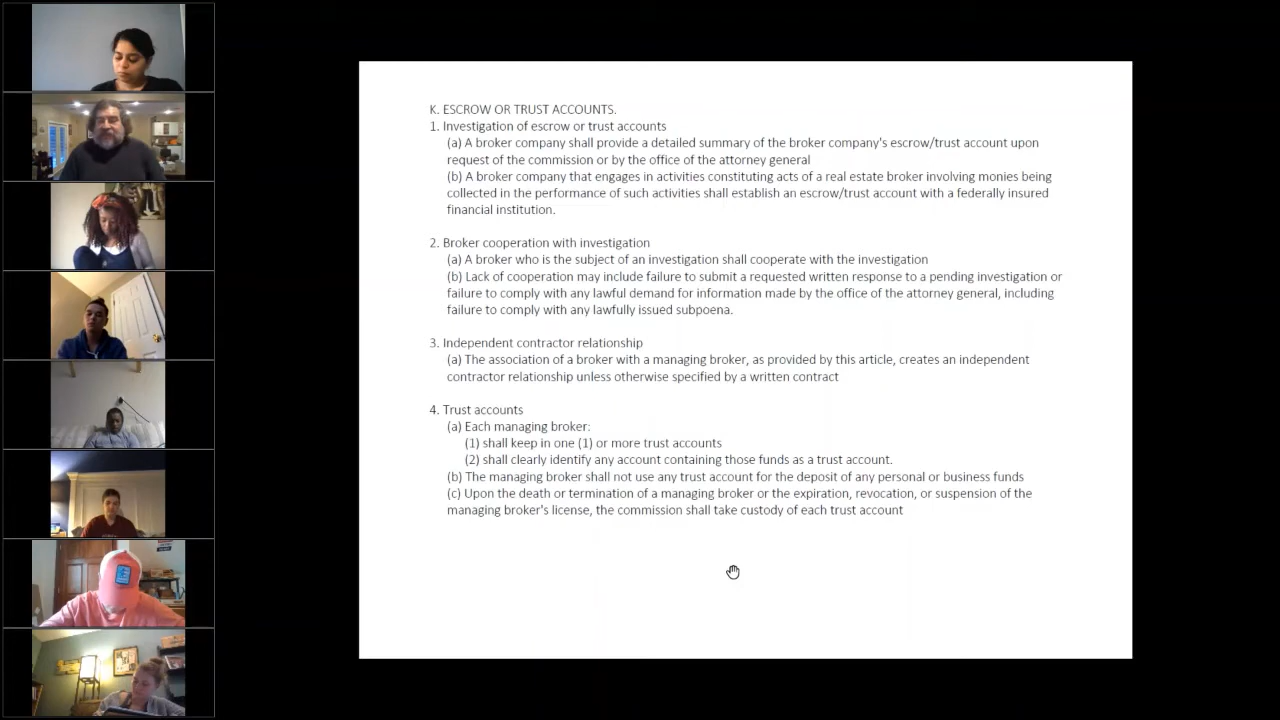 K. ESCROW OR TRUST ACCOUNTS.
1. Investigation of escrow or trust accounts
(a) A broker company shall provide a detailed summary of the broker company's escrow/trust account upon
request of the commission or by the office of the attorney general
(b) A broker company that engages in activities constituting acts of a real estate broker involving monies being
collected in the performance of such activities shall establish an escrow/trust account with a federally insured
financial institution.
2. Broker cooperation with investigation
(a) A broker who is the subject of an investigation shall cooperate with the investigation
(b) Lack of cooperation may include failure to submit a requested written response to a pending investigation or
failure to comply with any lawful demand for information made by the office of the attorney general, including
failure to comply with any lawfully issued subpoena.
3. Independent contractor relationship
(a) The association of a broker with a managing broker, as provided by this article, creates an independent
contractor relationship unless otherwise specified by a written contract
4. Trust accounts
(a) Each managing broker:
(1) shall keep in one (1) or more trust accounts
(2) shall clearly identify any account containing those funds as a trust account.
(b) The managing broker shall not use any trust account for the deposit of any personal or business funds
(c) Upon the death or termination of a managing broker or the expiration, revocation, or suspension of the
managing broker's license, the commission shall take custody of each trust account